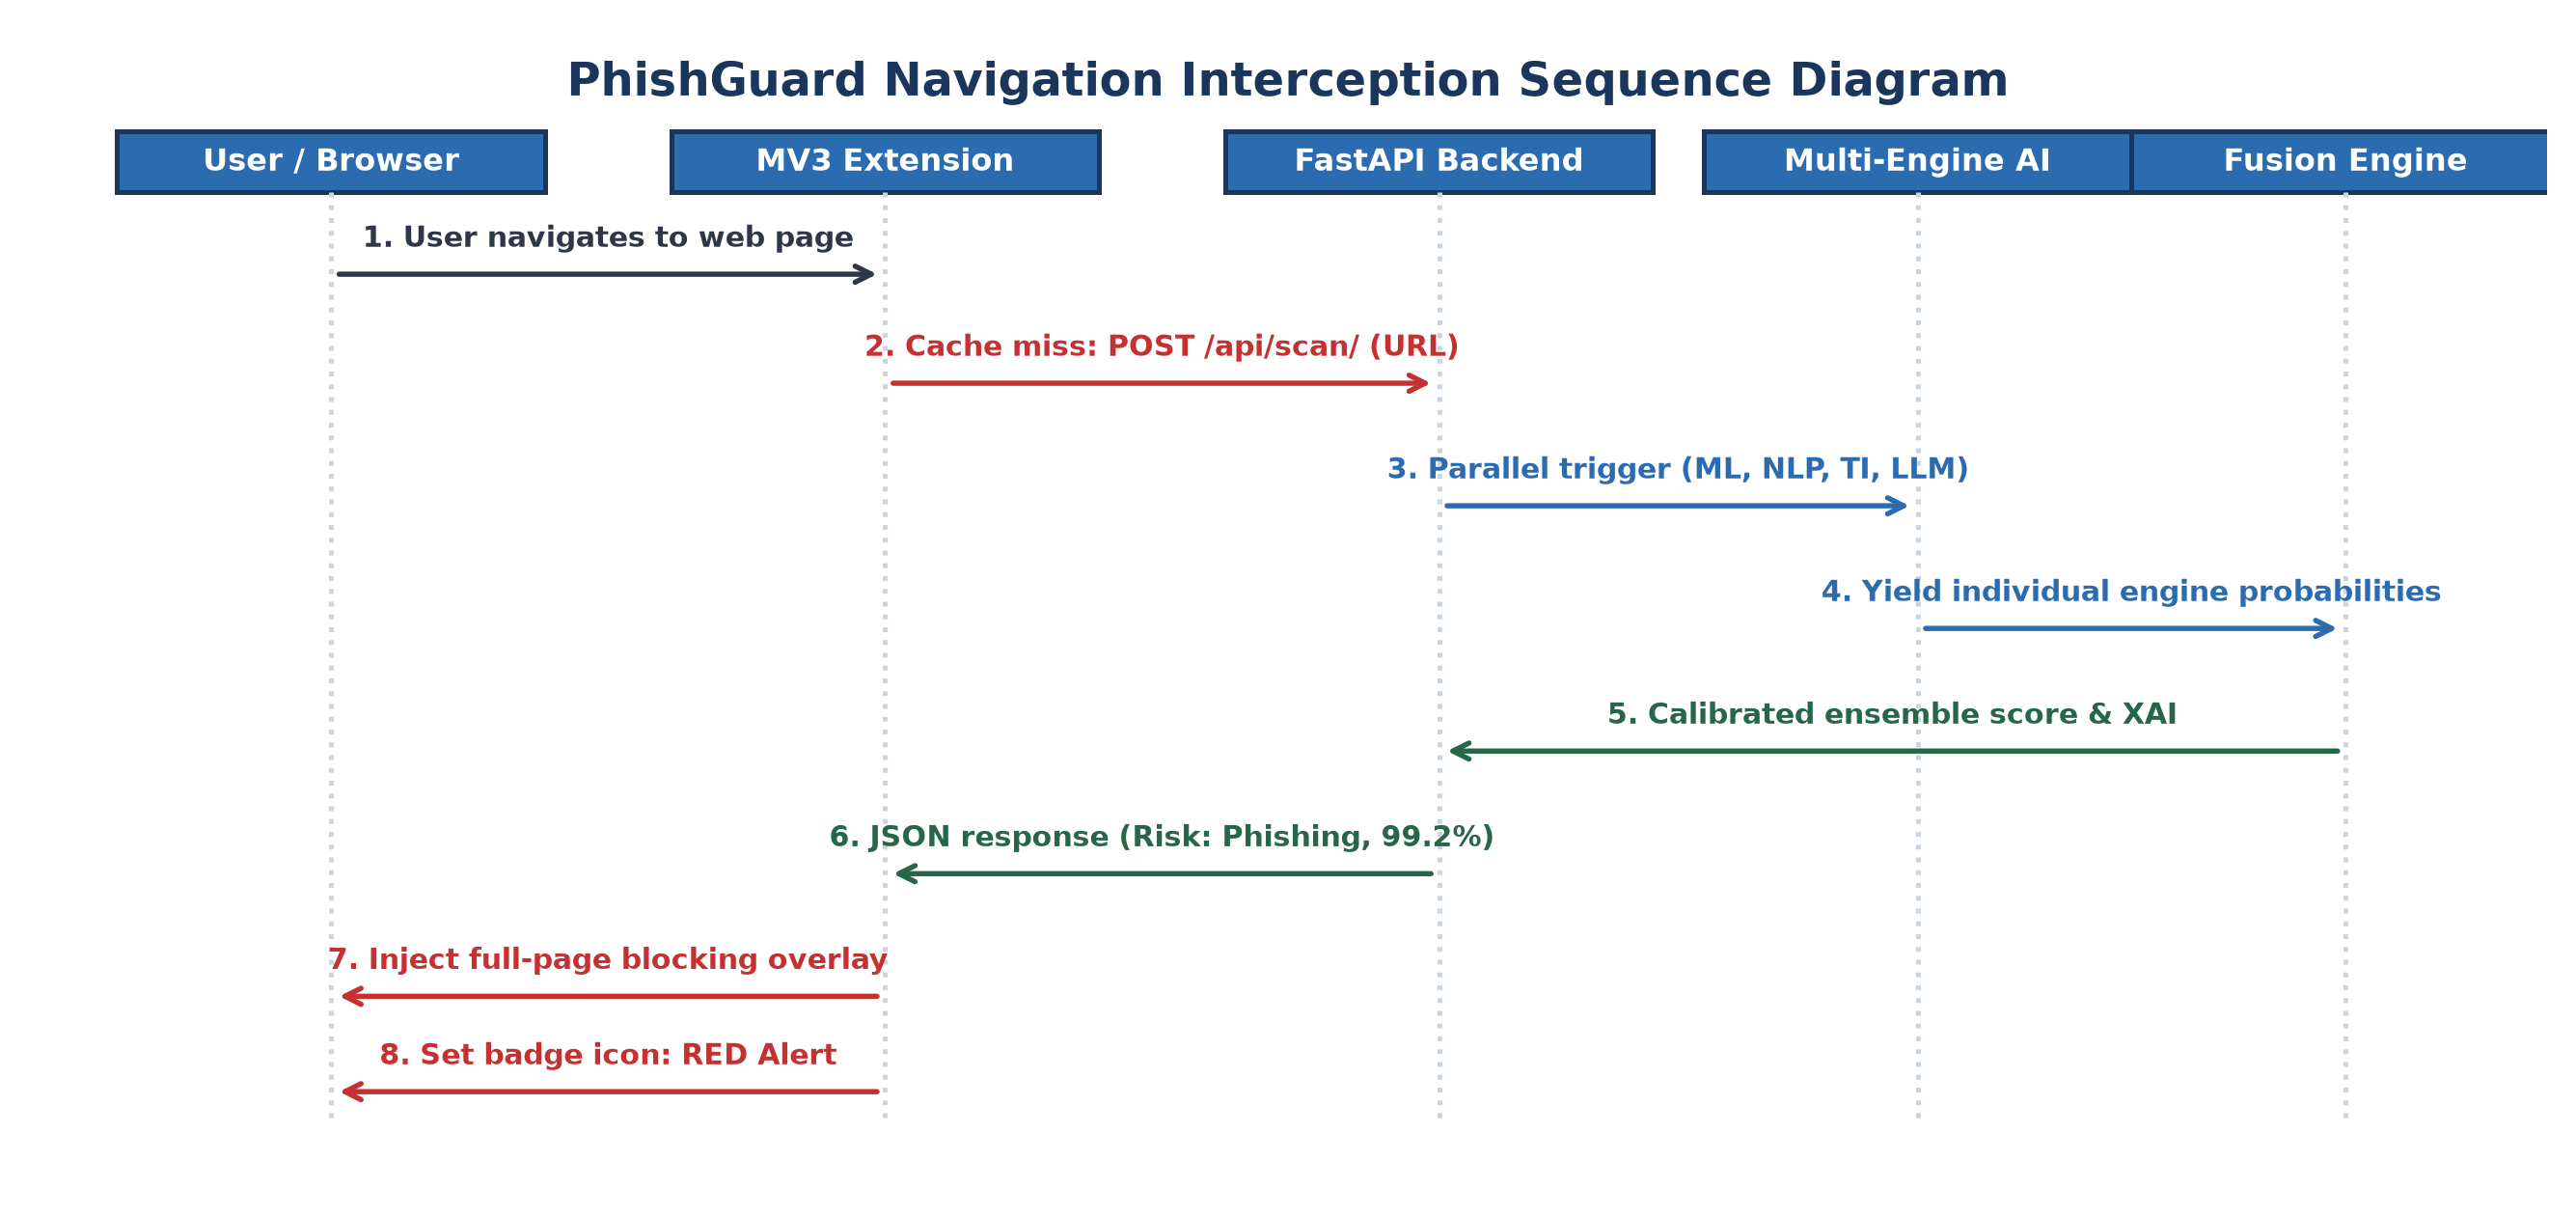 PhishGuard Navigation Interception Sequence Diagram
User / Browser
MV3 Extension
FastAPI Backend
Multi-Engine AI
Fusion Engine
1. User navigates to web page
2. Cache miss: POST /api/scan/ (URL)
3. Parallel trigger (ML, NLP, TI, LLM)
4. Yield individual engine probabilities
5. Calibrated ensemble score & XAI
6. JSON response (Risk: Phishing, 99.2%)
7. Inject full-page blocking overlay
8. Set badge icon: RED Alert